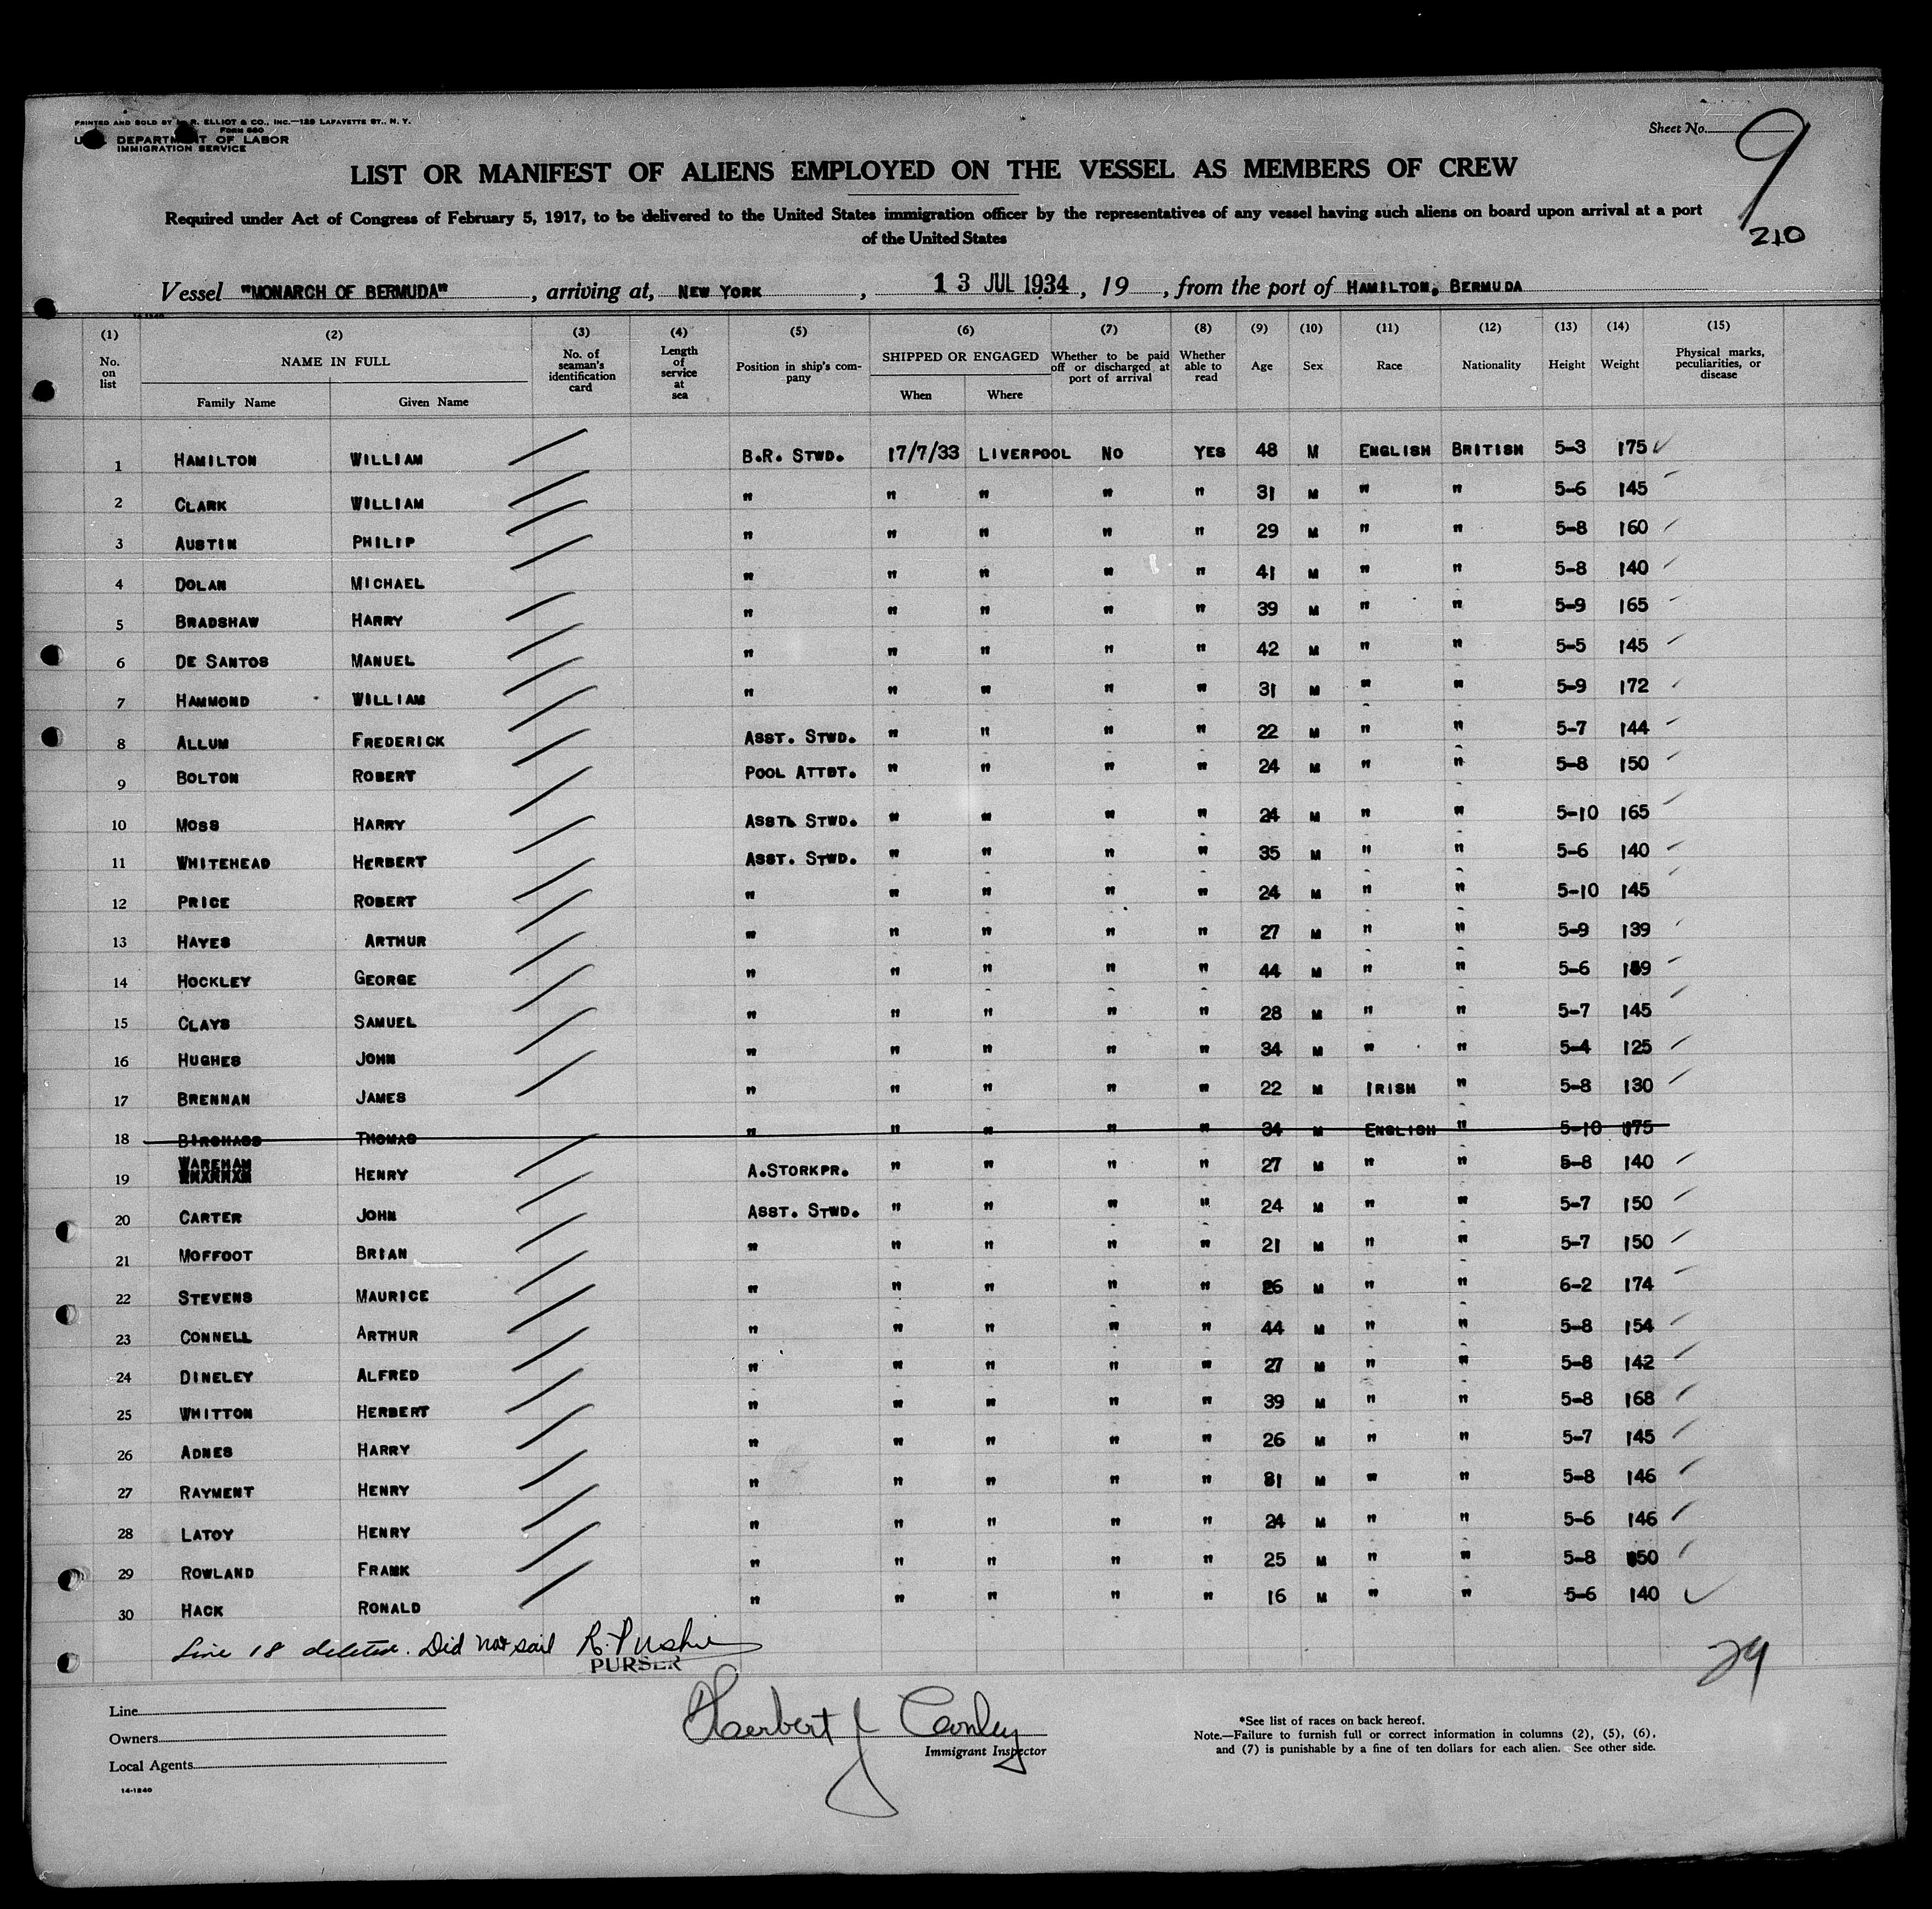 PRINTED AND SOLD BY R. ELLIOT & CO., INC.—129 LAFAYETTE ST., N. Y.
FORM 680
DEPARTMENT OF LABOR
IMMIGRATION SERVICE
Sheet No. 9
210
LIST OR MANIFEST OF ALIENS EMPLOYED ON THE VESSEL AS MEMBERS OF CREW
Required under Act of Congress of February 5, 1917, to be delivered to the United States immigration officer by the representatives of any vessel having such aliens on board upon arrival at a port
of the United States
Vessel "MONARCH OF BERMUDA", arriving at, NEW YORK, 13 JUL 1934, 19 , from the port of HAMILTON, BERMUDA
14-1240
(1) (2) (3) (4) (5) (6) (7) (8) (9) (10) (11) (12) (13) (14) (15)
No. on list NAME IN FULL No. of seaman's identification card Length of service at sea Position in ship's company SHIPPED OR ENGAGED Whether to be paid off or discharged at port of arrival Whether able to read Age Sex Race Nationality Height Weight Physical marks, peculiarities, or disease
Family Name Given Name When Where
1 HAMILTON WILLIAM B.R. STWD. 17/7/33 LIVERPOOL NO YES 48 M ENGLISH BRITISH 5-3 175 ✓
2 CLARK WILLIAM " " " " " 31 M " " 5-6 145
3 AUSTIN PHILIP " " " " " 29 M " " 5-8 160
4 DOLAN MICHAEL " " " " " 41 M " " 5-8 140
5 BRADSHAW HARRY " " " " " 39 M " " 5-9 165
6 DE SANTOS MANUEL " " " " " 42 M " " 5-5 145
7 HAMMOND WILLIAM " " " " " 31 M " " 5-9 172
8 ALLUM FREDERICK ASST. STWD. " " " " 22 M " " 5-7 144
9 BOLTON ROBERT POOL ATTDT. " " " " 24 M " " 5-8 150
10 MOSS HARRY ASST. STWD. " " " " 24 M " " 5-10 165
11 WHITEHEAD HERBERT ASST. STWD. " " " " 35 M " " 5-6 140
12 PRICE ROBERT " " " " " 24 M " " 5-10 145
13 HAYES ARTHUR " " " " " 27 M " " 5-9 139
14 HOCKLEY GEORGE " " " " " 44 M " " 5-6
15 CLAYS SAMUEL " " " " " 28 M " " 5-7 145
16 HUGHES JOHN " " " " " 34 M " " 5-4 125
17 BRENNAN JAMES " " " " " 22 M IRISH " 5-8 130
18 THOMAS " " " " " 34 M ENGLISH " 5-10 175
19 WAREHAM HENRY A.STORKPR. " " " " 27 M " " 5-8 140
20 CARTER JOHN ASST. STWD. " " " " 24 M " " 5-7 150
21 MOFFOOT BRIAN " " " " " 21 M " " 5-7 150
22 STEVENS MAURICE " " " " " 26 M " " 6-2 174
23 CONNELL ARTHUR " " " " " 44 M " " 5-8 154
24 DINELEY ALFRED " " " " " 27 M " " 5-8 142
25 WHITTON HERBERT " " " " " 39 M " " 5-8 168
26 ADNES HARRY " " " " " 26 M " " 5-7 145
27 RAYMENT HENRY " " " " " 31 M " " 5-8 146
28 LATOY HENRY " " " " " 24 M " " 5-6 146
29 ROWLAND FRANK " " " " " 25 M " " 5-8 150
30 HACK RONALD " " " " " 16 M " " 5-6 140 ✓
Line 18 deleted. Did not sail
PURSER
29
Line
Owners
Local Agents
14-1240
Herbert J Conley
Immigrant Inspector
*See list of races on back hereof.
Note.—Failure to furnish full or correct information in columns (2), (5), (6),
and (7) is punishable by a fine of ten dollars for each alien. See other side.